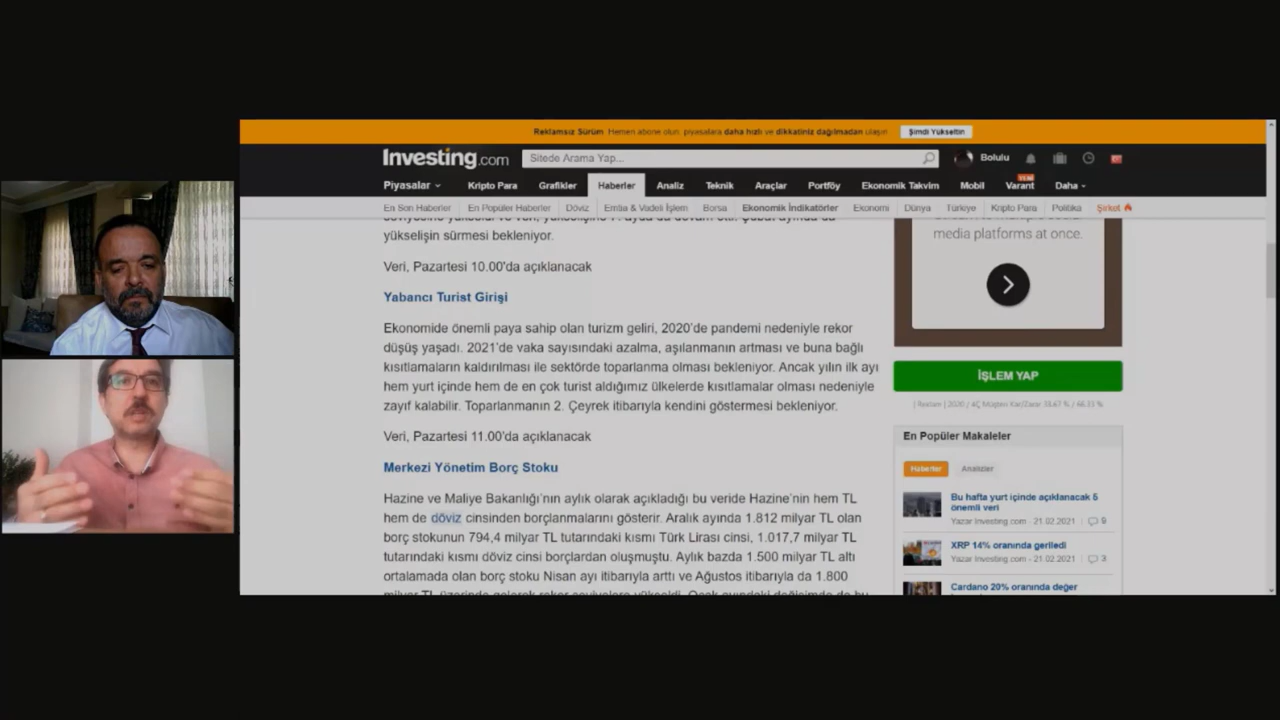 Reklamsız Sürüm. Hemen abone olun, piyasalara daha hızlı ve dikkatiniz dağılmadan ulaşın!
Şimdi Yükseltin
Investing.com
Sitede Arama Yap...
Bolulu
Piyasalar
Kripto Para
Grafikler
Haberler
Analiz
Teknik
Araçlar
Portföy
Ekonomik Takvim
Mobil
YENİ
Varant
Daha
En Son Haberler
En Popüler Haberler
Döviz
Emtia & Vadeli İşlem
Borsa
Ekonomik İndikatörler
Ekonomi
Dünya
Türkiye
Kripto Para
Politika
Şirket
yükselişin sürmesi bekleniyor.
Veri, Pazartesi 10.00'da açıklanacak
Yabancı Turist Girişi
Ekonomide önemli paya sahip olan turizm geliri, 2020'de pandemi nedeniyle rekor
düşüş yaşadı. 2021'de vaka sayısındaki azalma, aşılanmanın artması ve buna bağlı
kısıtlamaların kaldırılması ile sektörde toparlanma olması bekleniyor. Ancak yılın ilk ayı
hem yurt içinde hem de en çok turist aldığımız ülkelerde kısıtlamalar olması nedeniyle
zayıf kalabilir. Toparlanmanın 2. Çeyrek itibarıyla kendini göstermesi bekleniyor.
Veri, Pazartesi 11.00'da açıklanacak
Merkezi Yönetim Borç Stoku
Hazine ve Maliye Bakanlığı'nın aylık olarak açıkladığı bu veride Hazine'nin hem TL
hem de döviz cinsinden borçlanmalarını gösterir. Aralık ayında 1.812 milyar TL olan
borç stokunun 794,4 milyar TL tutarındaki kısmı Türk Lirası cinsi, 1.017,7 milyar TL
tutarındaki kısmı döviz cinsi borçlardan oluşmuştu. Aylık bazda 1.500 milyar TL altı
ortalamada olan borç stoku Nisan ayı itibarıyla arttı ve Ağustos itibarıyla da 1.800
media platforms at once.
İŞLEM YAP
En Popüler Makaleler
Haberler
Analizler
Bu hafta yurt içinde açıklanacak 5
önemli veri
Yazar Investing.com - 21.02.2021
XRP 14% oranında geriledi
Yazar Investing.com - 21.02.2021
3
Cardano 20% oranında değer